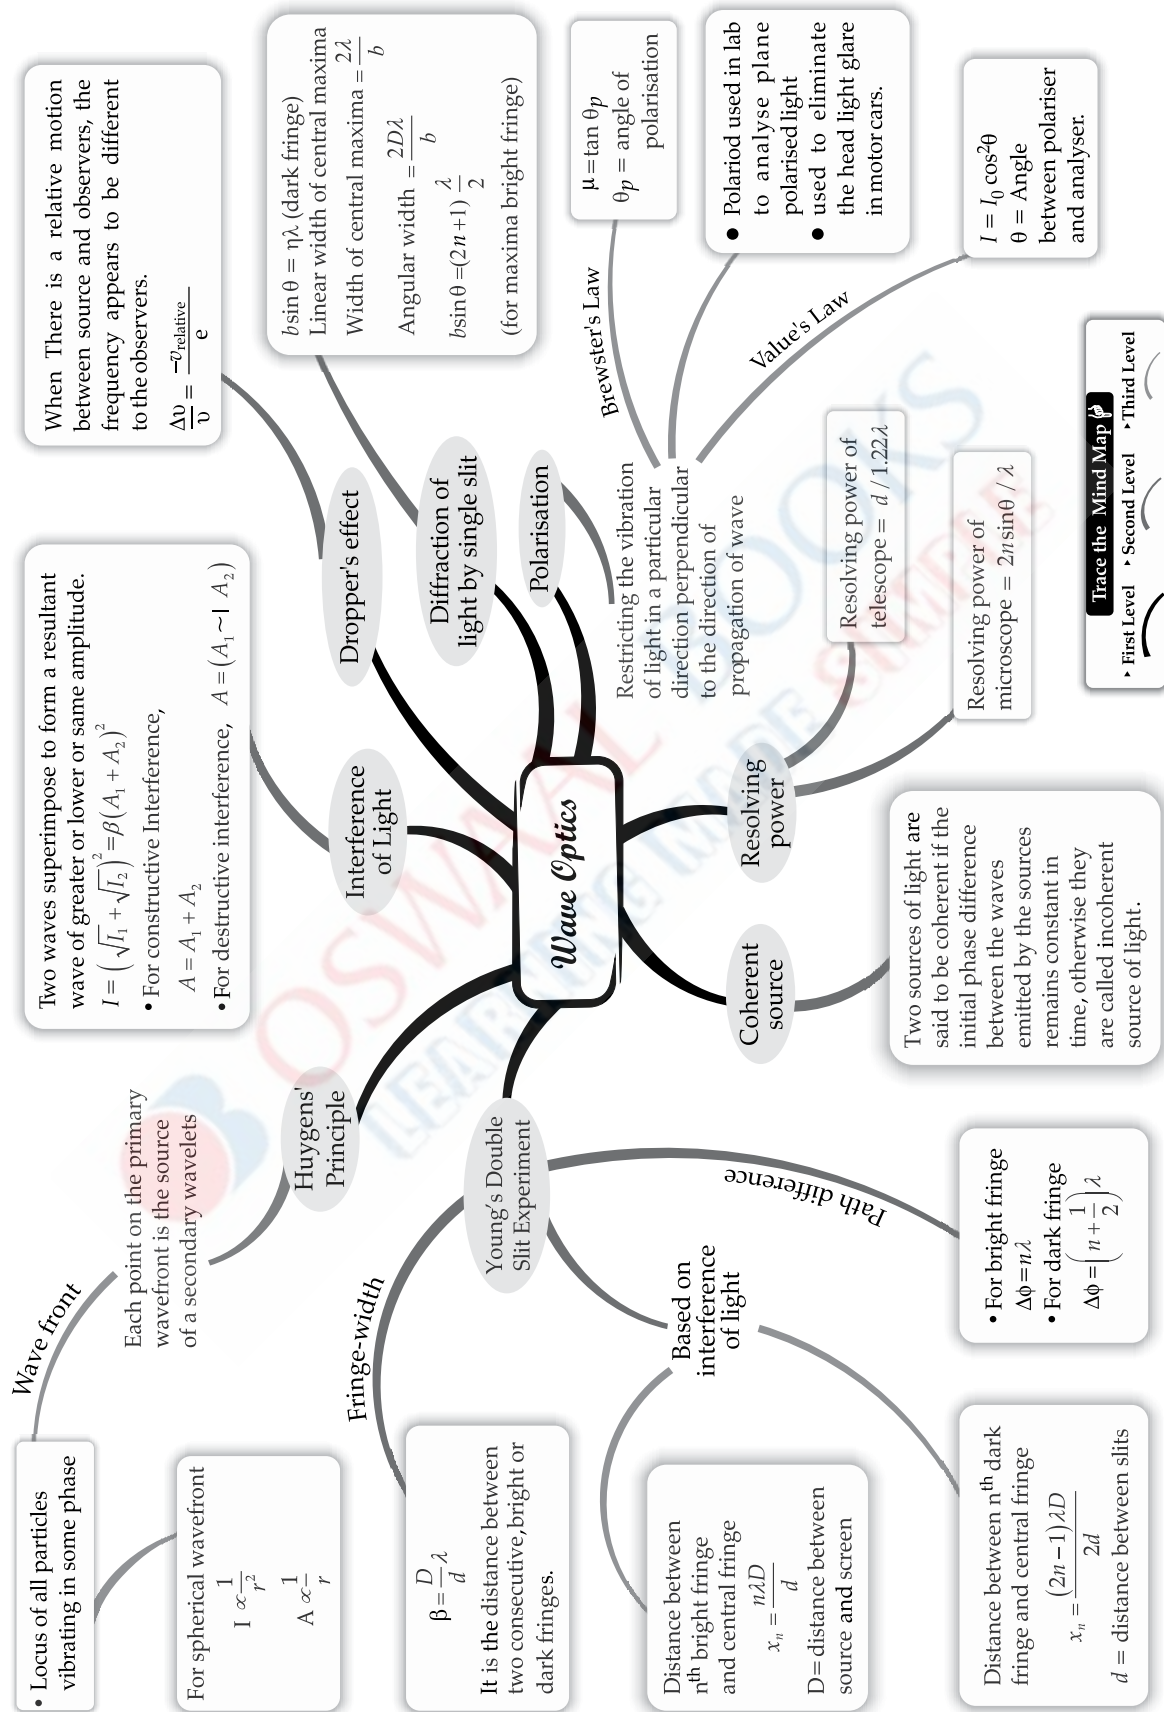 Wave Optics
Huygens'
Principle
Each point on the primary
wavefront is the source
of a secondary wavelets
Wave front
• Locus of all particles
vibrating in some phase
For spherical wavefront
I ∝ 1/r²
A ∝ 1/r
Interference
of Light
Two waves superimpose to form a resultant
wave of greater or lower or same amplitude.
I = (√I₁ + √I₂)² = β(A₁ + A₂)²
• For constructive Interference,
A = A₁ + A₂
• For destructive interference, A = (A₁ ~ | A₂)
Dropper's effect
When There is a relative motion
between source and observers, the
frequency appears to be different
to the observers.
Δυ/υ = −υrelative/e
Diffraction of
light by single slit
bsin θ = ηλ (dark fringe)
Linear width of central maxima
Width of central maxima = 2λ/b
Angular width = 2Dλ/b
bsin θ =(2n+1) λ/2
(for maxima bright fringe)
Polarisation
Restricting the vibration
of light in a particular
direction perpendicular
to the direction of
propagation of wave
Brewster's Law
μ = tan θp
θp = angle of
polarisation
• Polariod used in lab
to analyse plane
polarised light
• used to eliminate
the head light glare
in motor cars.
Value's Law
I = I₀ cos²θ
θ = Angle
between polariser
and analyser.
Resolving
power
Resolving power of
telescope = d / 1.22λ
Resolving power of
microscope = 2n sinθ / λ
Coherent
source
Two sources of light are
said to be coherent if the
initial phase difference
between the waves
emitted by the sources
remains constant in
time, otherwise they
are called incoherent
source of light.
Young's Double
Slit Experiment
Fringe-width
β = D/d λ
It is the distance between
two consecutive, bright or
dark fringes.
Based on
interference
of light
Distance between
nth bright fringe
and central fringe
xₙ = nλD/d
D= distance between
source and screen
Distance between nth dark
fringe and central fringe
xₙ = (2n − 1)λD/2d
d = distance between slits
Path difference
• For bright fringe
Δϕ = nλ
• For dark fringe
Δϕ = (n + 1/2) λ
Trace the Mind Map
▸ First Level ▸ Second Level ▸ Third Level
OSWAAL BOOKS
LEARNING MADE SIMPLE